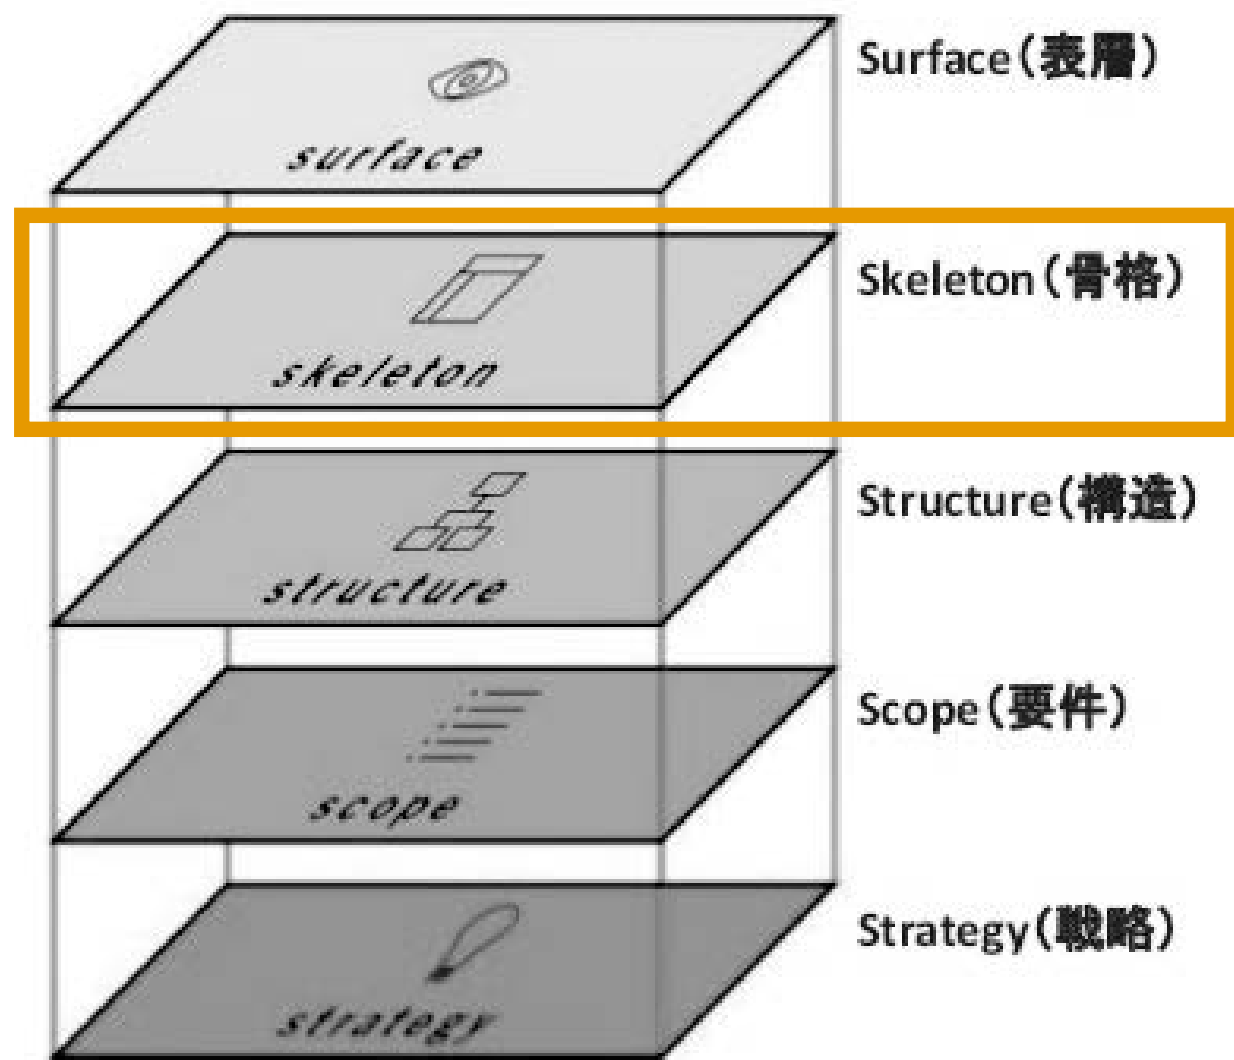 Surface(表層)
surface
Skeleton(骨格)
skeleton
Structure(構造)
structure
Scope(要件)
scope
Strategy(戦略)
strategy